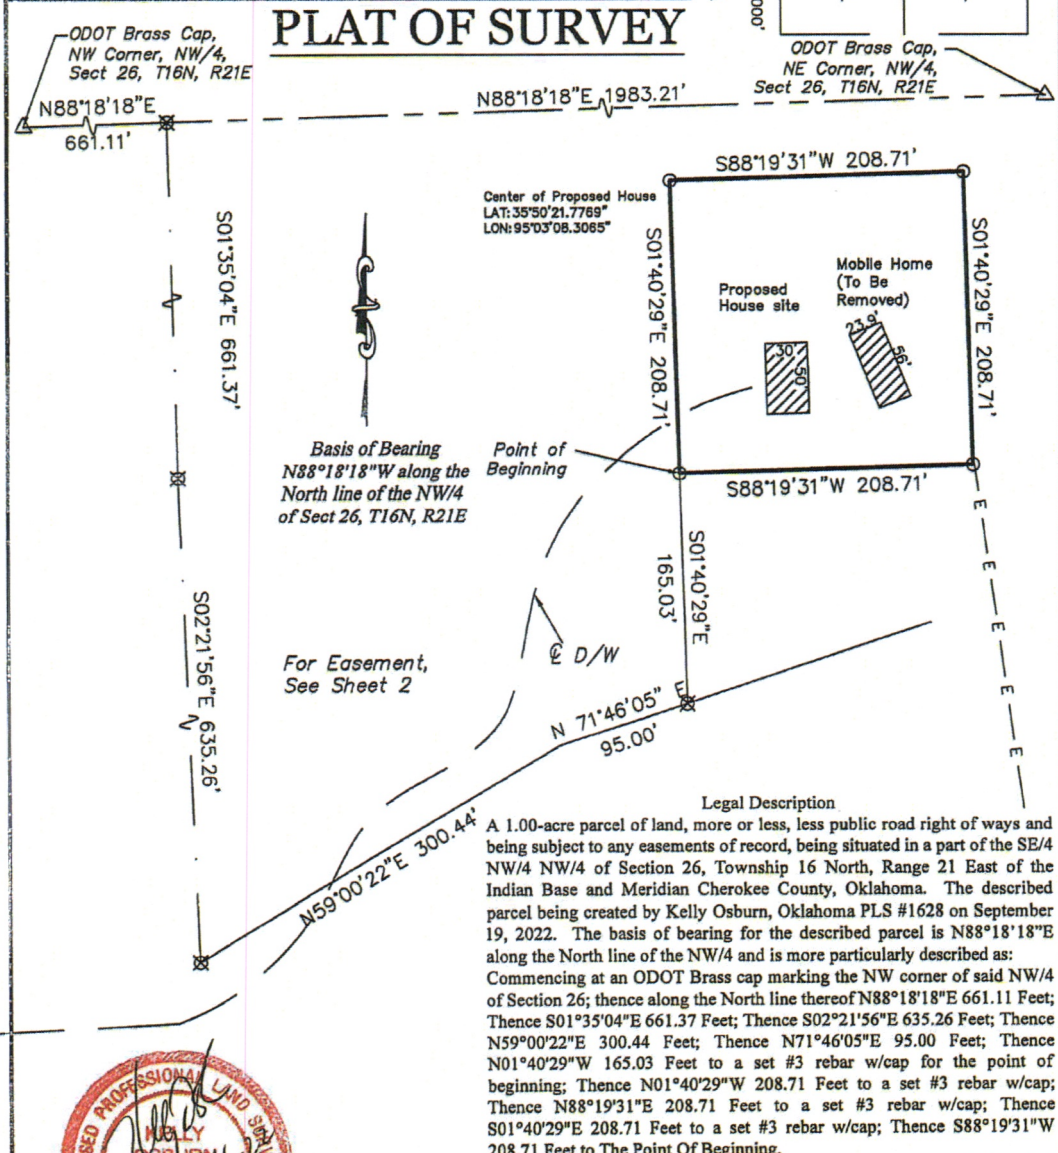 PLAT OF SURVEY
000'
ODOT Brass Cap,
NW Corner, NW/4,
Sect 26, T16N, R21E
ODOT Brass Cap,
NE Corner, NW/4,
Sect 26, T16N, R21E
N88°18'18"E
661.11'
N88°18'18"E 1983.21'
S88°19'31"W 208.71'
Center of Proposed House
LAT:35°50'21.7769"
LON:95°03'08.3065"
S01°35'04"E 661.37'
S01°40'29"E 208.71'
S01°40'29"E 208.71'
Proposed
House site
Mobile Home
(To Be
Removed)
30'
50'
23.9'
56'
Basis of Bearing
N88°18'18"W along the
North line of the NW/4
of Sect 26, T16N, R21E
Point of
Beginning
S88°19'31"W 208.71'
S01°40'29"E
165.03'
E
E
E
E
E
E
E
E
S02°21'56"E 635.26'
For Easement,
See Sheet 2
℄ D/W
N 71°46'05" E
95.00'
N59°00'22"E 300.44'
Legal Description
A 1.00-acre parcel of land, more or less, less public road right of ways and
being subject to any easements of record, being situated in a part of the SE/4
NW/4 NW/4 of Section 26, Township 16 North, Range 21 East of the
Indian Base and Meridian Cherokee County, Oklahoma. The described
parcel being created by Kelly Osburn, Oklahoma PLS #1628 on September
19, 2022. The basis of bearing for the described parcel is N88°18'18"E
along the North line of the NW/4 and is more particularly described as:
Commencing at an ODOT Brass cap marking the NW corner of said NW/4
of Section 26; thence along the North line thereof N88°18'18"E 661.11 Feet;
Thence S01°35'04"E 661.37 Feet; Thence S02°21'56"E 635.26 Feet; Thence
N59°00'22"E 300.44 Feet; Thence N71°46'05"E 95.00 Feet; Thence
N01°40'29"W 165.03 Feet to a set #3 rebar w/cap for the point of
beginning; Thence N01°40'29"W 208.71 Feet to a set #3 rebar w/cap;
Thence N88°19'31"E 208.71 Feet to a set #3 rebar w/cap; Thence
S01°40'29"E 208.71 Feet to a set #3 rebar w/cap; Thence S88°19'31"W
208.71 Feet to The Point Of Beginning.
SED PROFESSIONAL LAND SURV
KELLY